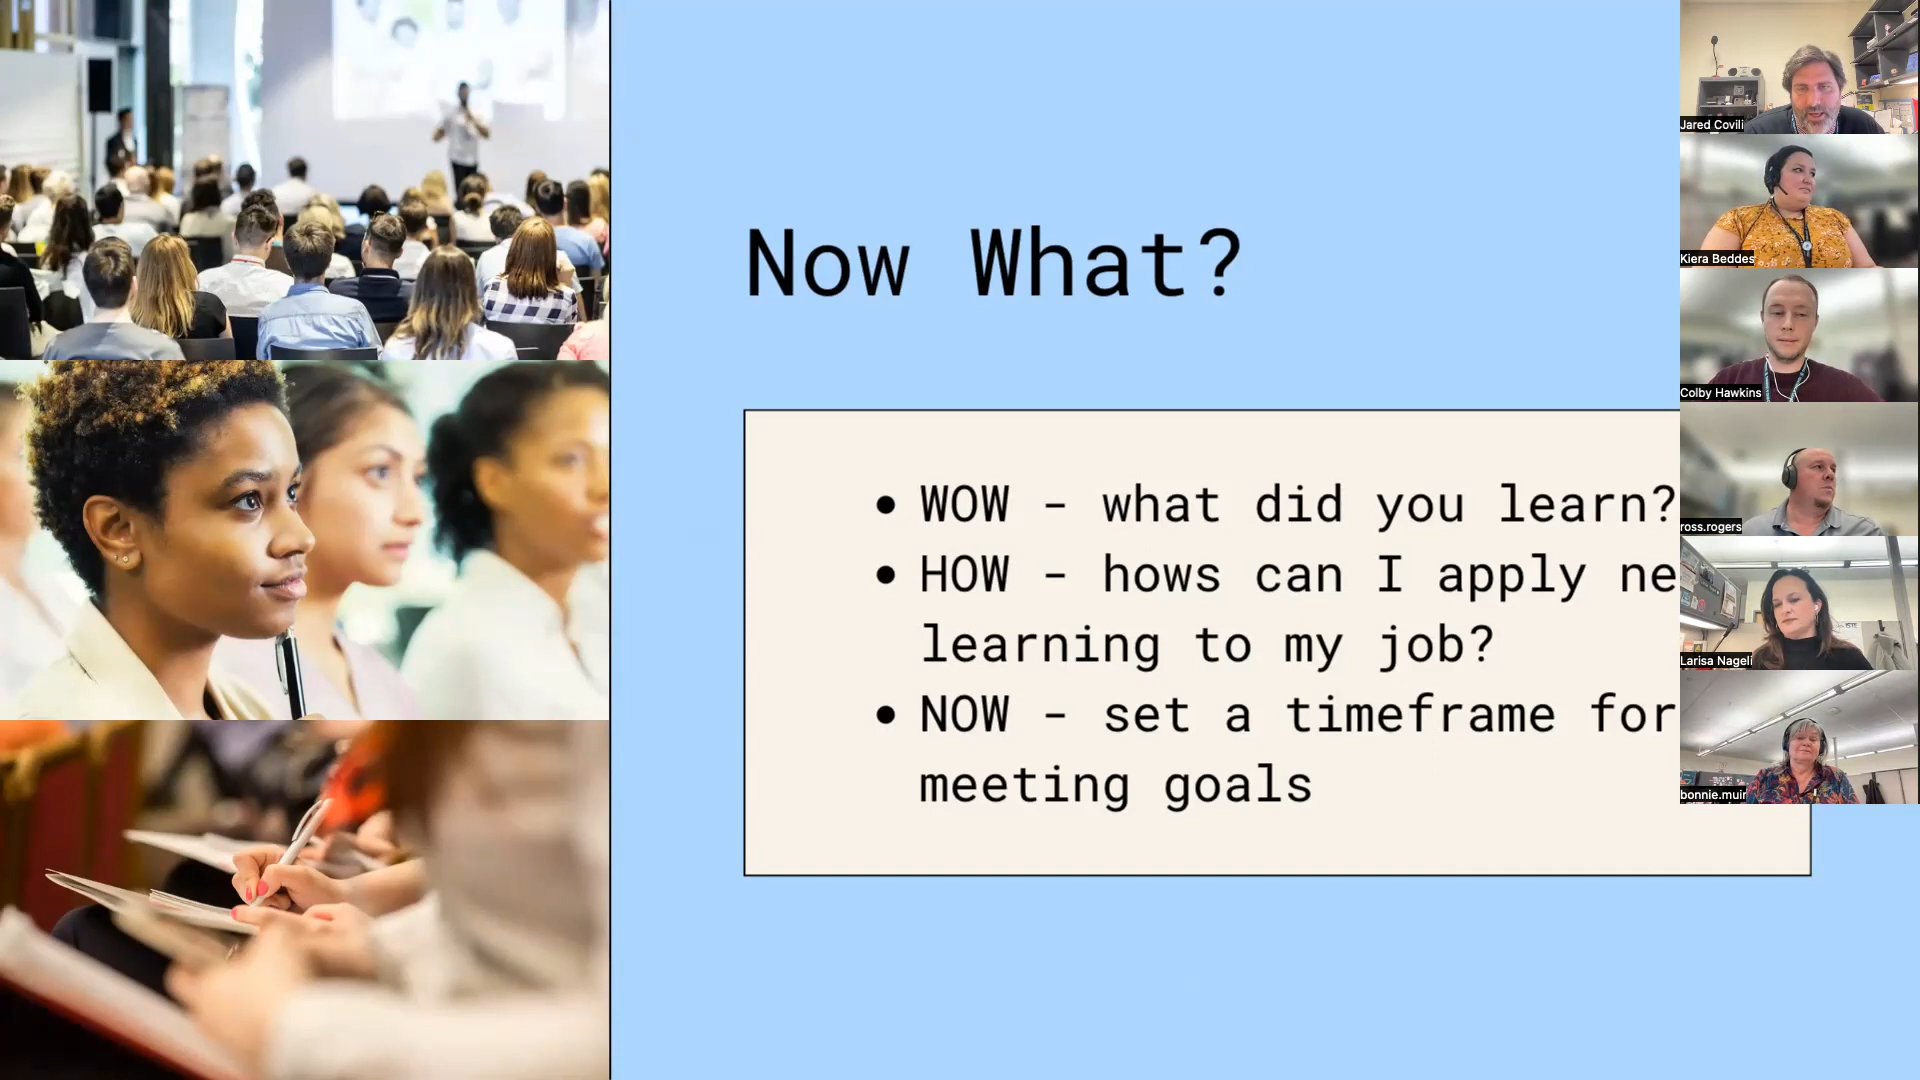 Now What?
• WOW - what did you learn?
• HOW - hows can I apply ne
learning to my job?
• NOW - set a timeframe for
meeting goals
Jared Covili
Kiera Beddes
Colby Hawkins
ross.rogers
Larisa Nageli
bonnie.muir